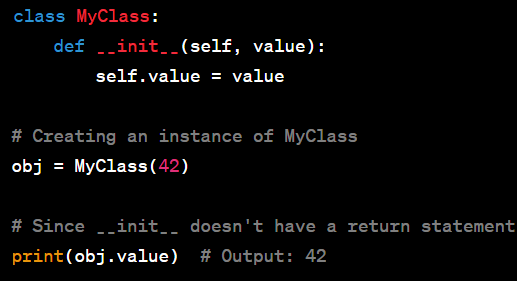 class MyClass:
    def __init__(self, value):
        self.value = value
# Creating an instance of MyClass
obj = MyClass(42)
# Since __init__ doesn't have a return statement
print(obj.value)  # Output: 42